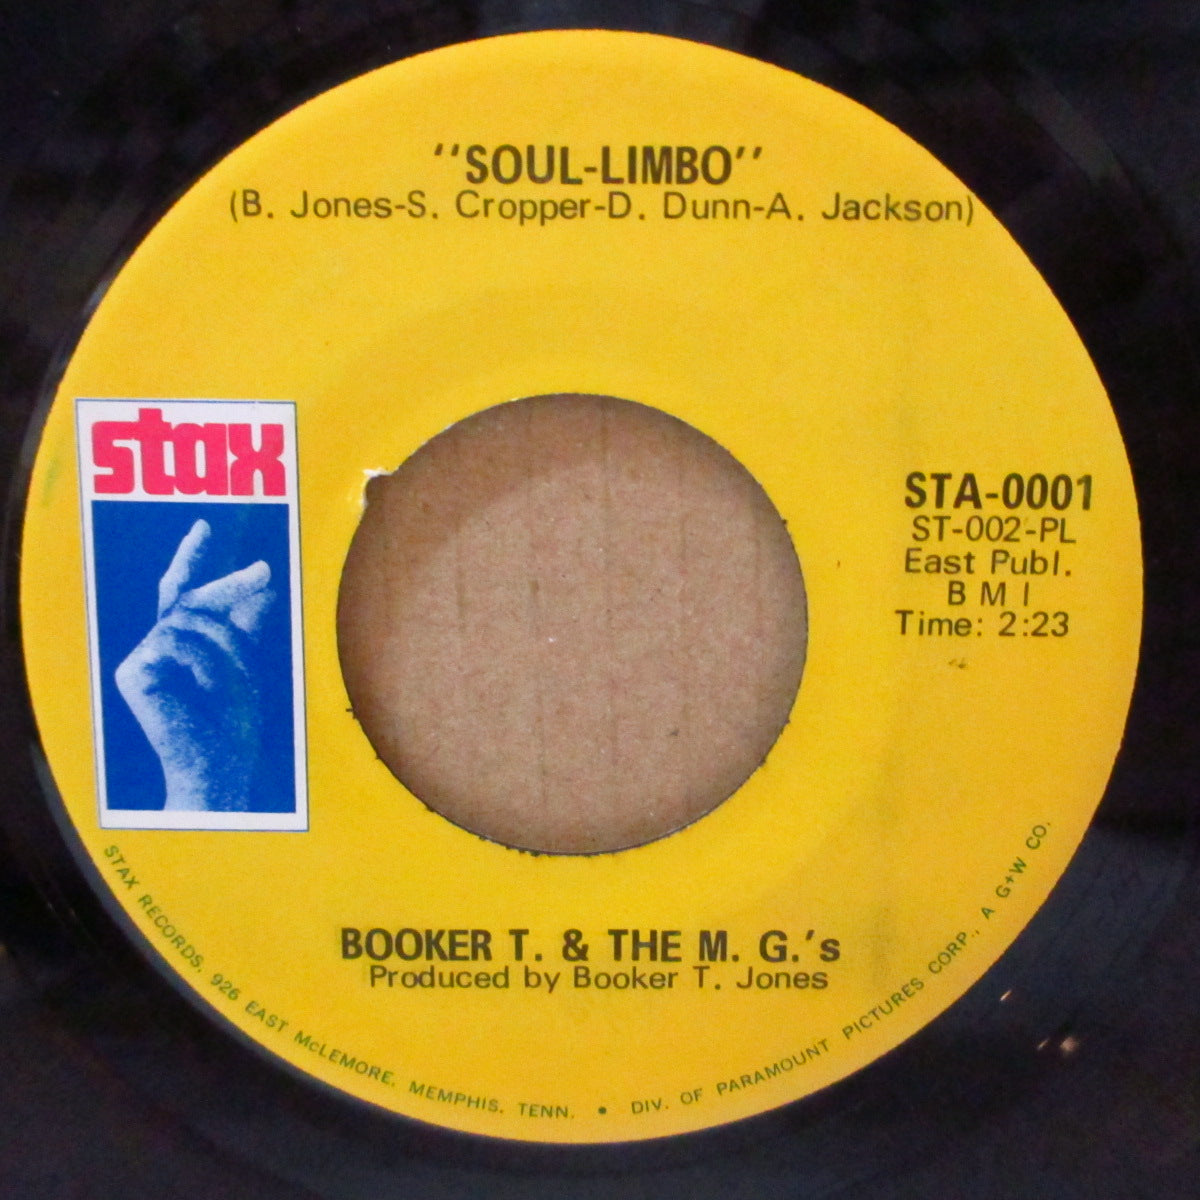 "SOUL-LIMBO"
(B. Jones-S. Cropper-D. Dunn-A. Jackson)
stax
STA-0001
ST-002-PL
East Publ.
B M I
Time: 2:23
BOOKER T. & THE M. G.'s
Produced by Booker T. Jones
STAX RECORDS, 926 EAST McLEMORE, MEMPHIS, TENN. • DIV. OF PARAMOUNT PICTURES CORP., A G+W CO.